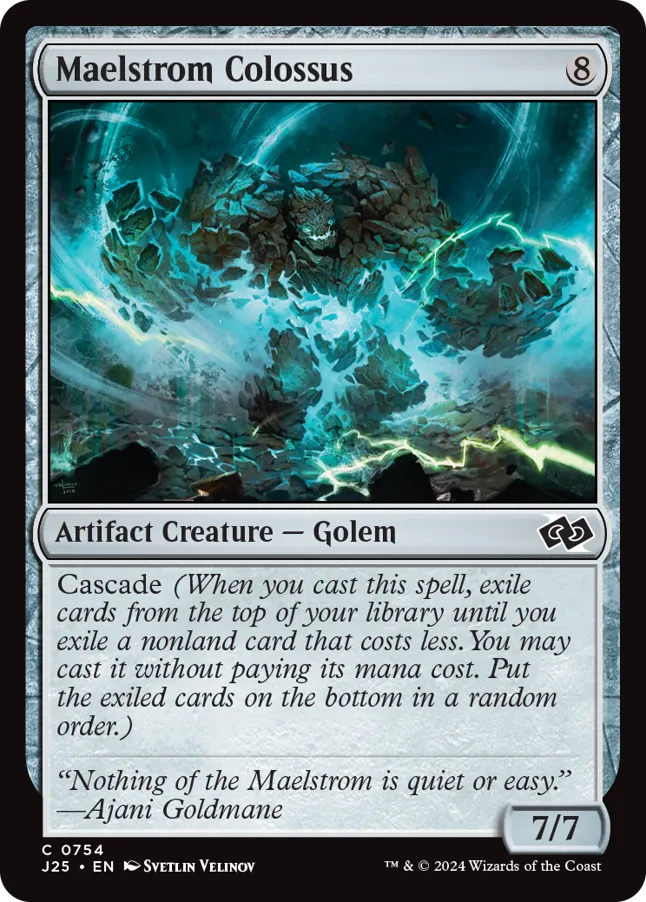 Maelstrom Colossus 8
Artifact Creature — Golem
Cascade (When you cast this spell, exile
cards from the top of your library until you
exile a nonland card that costs less. You may
cast it without paying its mana cost. Put
the exiled cards on the bottom in a random
order.)
“Nothing of the Maelstrom is quiet or easy.”
—Ajani Goldmane
7/7
C 0754
J25 • EN Svetlin Velinov
™ & © 2024 Wizards of the Coast